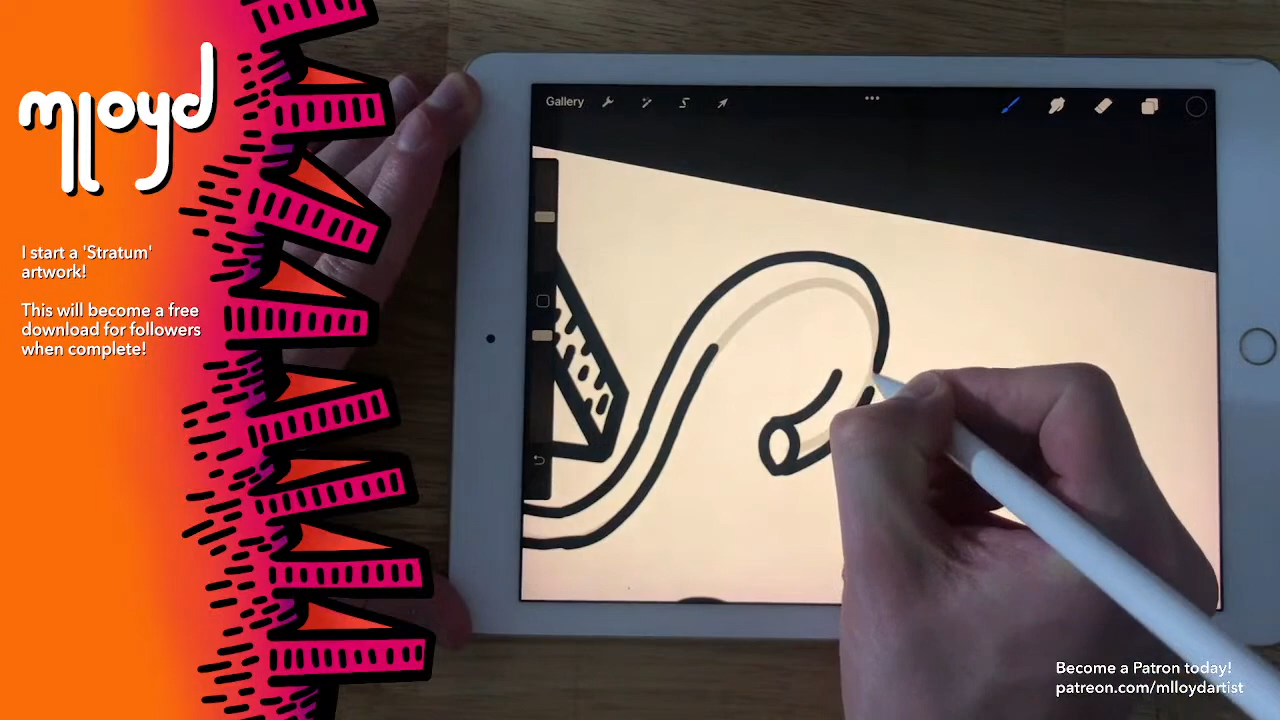 mlloyd
I start a 'Stratum'
artwork!
This will become a free
download for followers
when complete!
Gallery
Become a Patron today!
patreon.com/mlloydartist